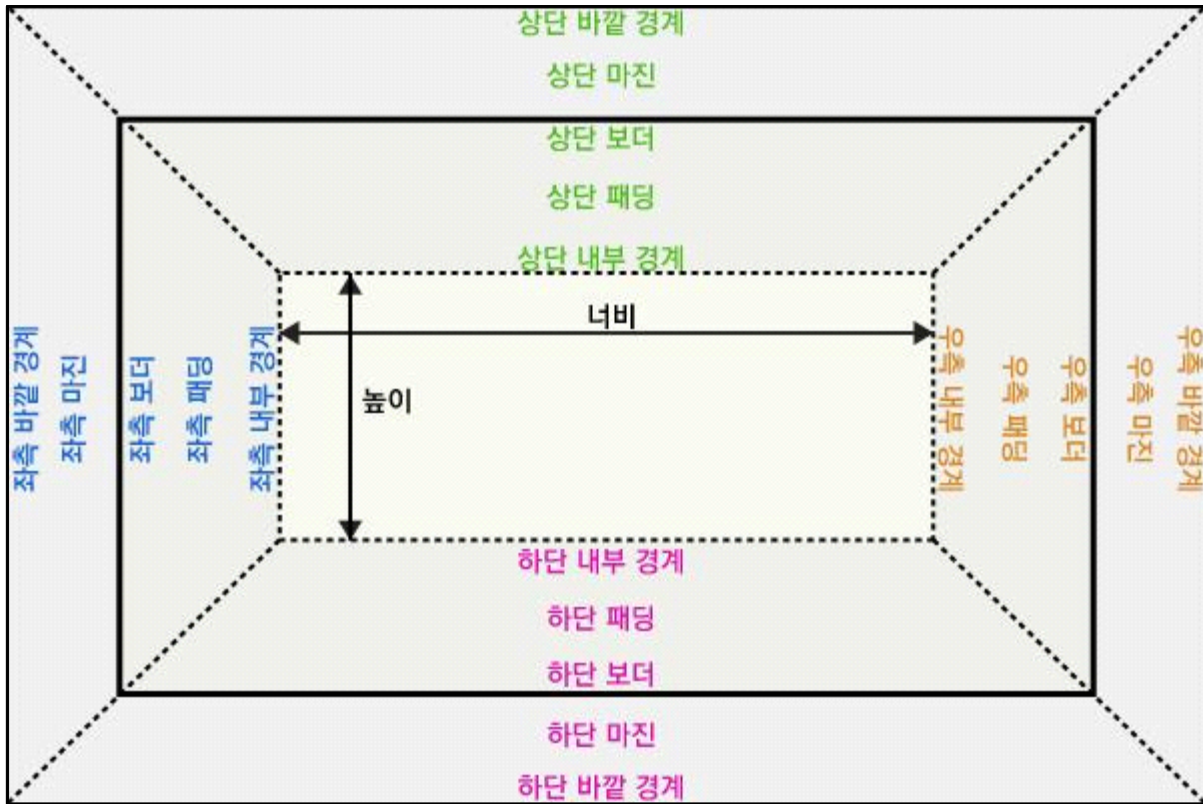 상단 바깥 경계
상단 마진
상단 보더
상단 패딩
상단 내부 경계
좌측 바깥 경계
좌측 마진
좌측 보더
좌측 패딩
좌측 내부 경계
너비
높이
우측 내부 경계
우측 패딩
우측 보더
우측 마진
우측 바깥 경계
하단 내부 경계
하단 패딩
하단 보더
하단 마진
하단 바깥 경계